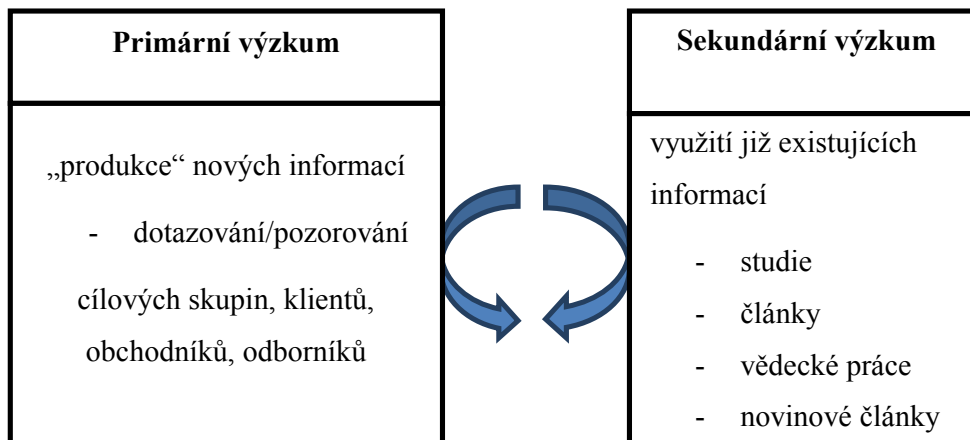 Primární výzkum
„produkce“ nových informací
- dotazování/pozorování
cílových skupin, klientů,
obchodníků, odborníků
Sekundární výzkum
využití již existujících
informací
- studie
- články
- vědecké práce
- novinové články